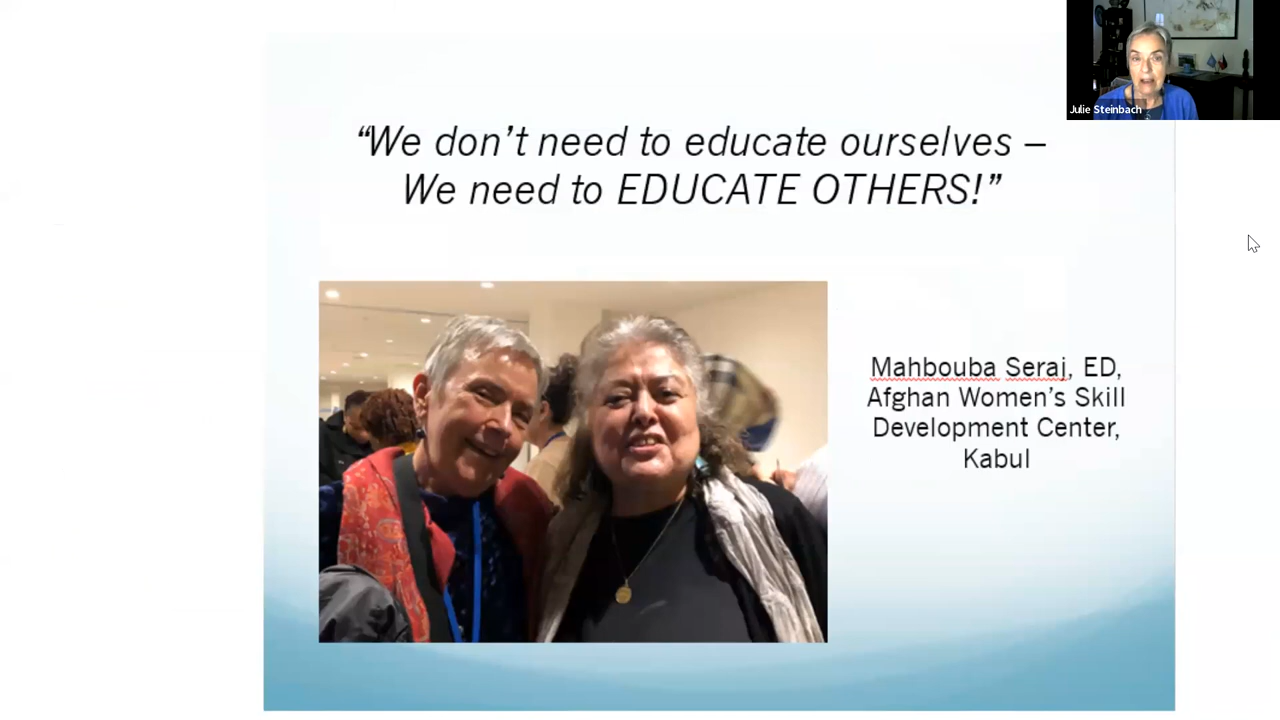 Julie Steinbach
“We don’t need to educate ourselves –
We need to EDUCATE OTHERS!”
Mahbouba Seraj, ED,
Afghan Women’s Skill
Development Center,
Kabul